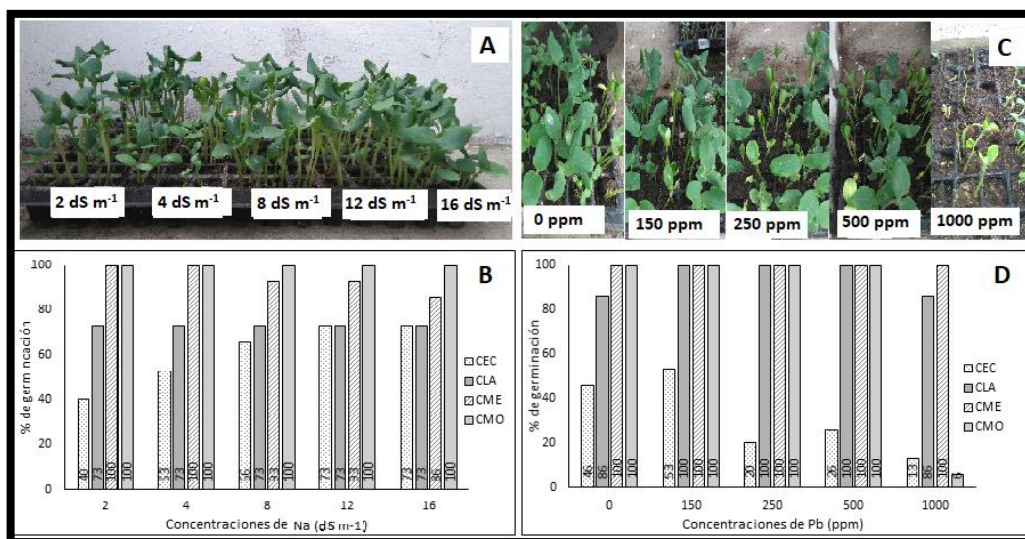 A
2 dS m-1 4 dS m-1 8 dS m-1 12 dS m-1 16 dS m-1
C
0 ppm 150 ppm 250 ppm 500 ppm 1000 ppm
B
% de germinación
100
80
60
40
20
0
40 73 100 100 53 73 100 100 66 73 93 100 73 73 93 100 73 73 86 100
2 4 8 12 16
Concentraciones de Na (dS m-1)
CEC
CLA
CME
CMO
D
% de germinación
100
80
60
40
20
0
46 86 100 100 53 100 100 100 20 100 100 100 26 100 100 100 13 86 100 6
0 150 250 500 1000
Concentraciones de Pb (ppm)
CEC
CLA
CME
CMO